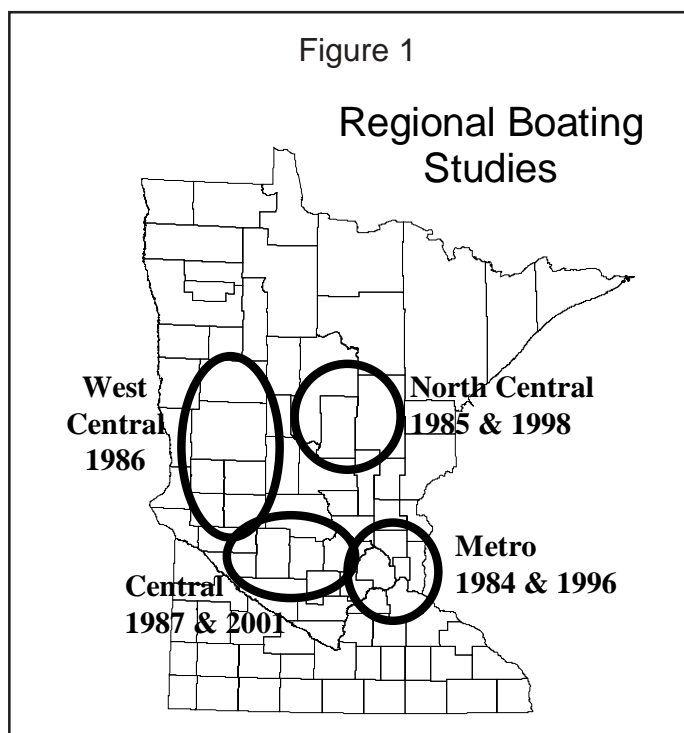 Figure 1
Regional Boating
Studies
West
Central
1986
North Central
1985 & 1998
Metro
1984 & 1996
Central
1987 & 2001